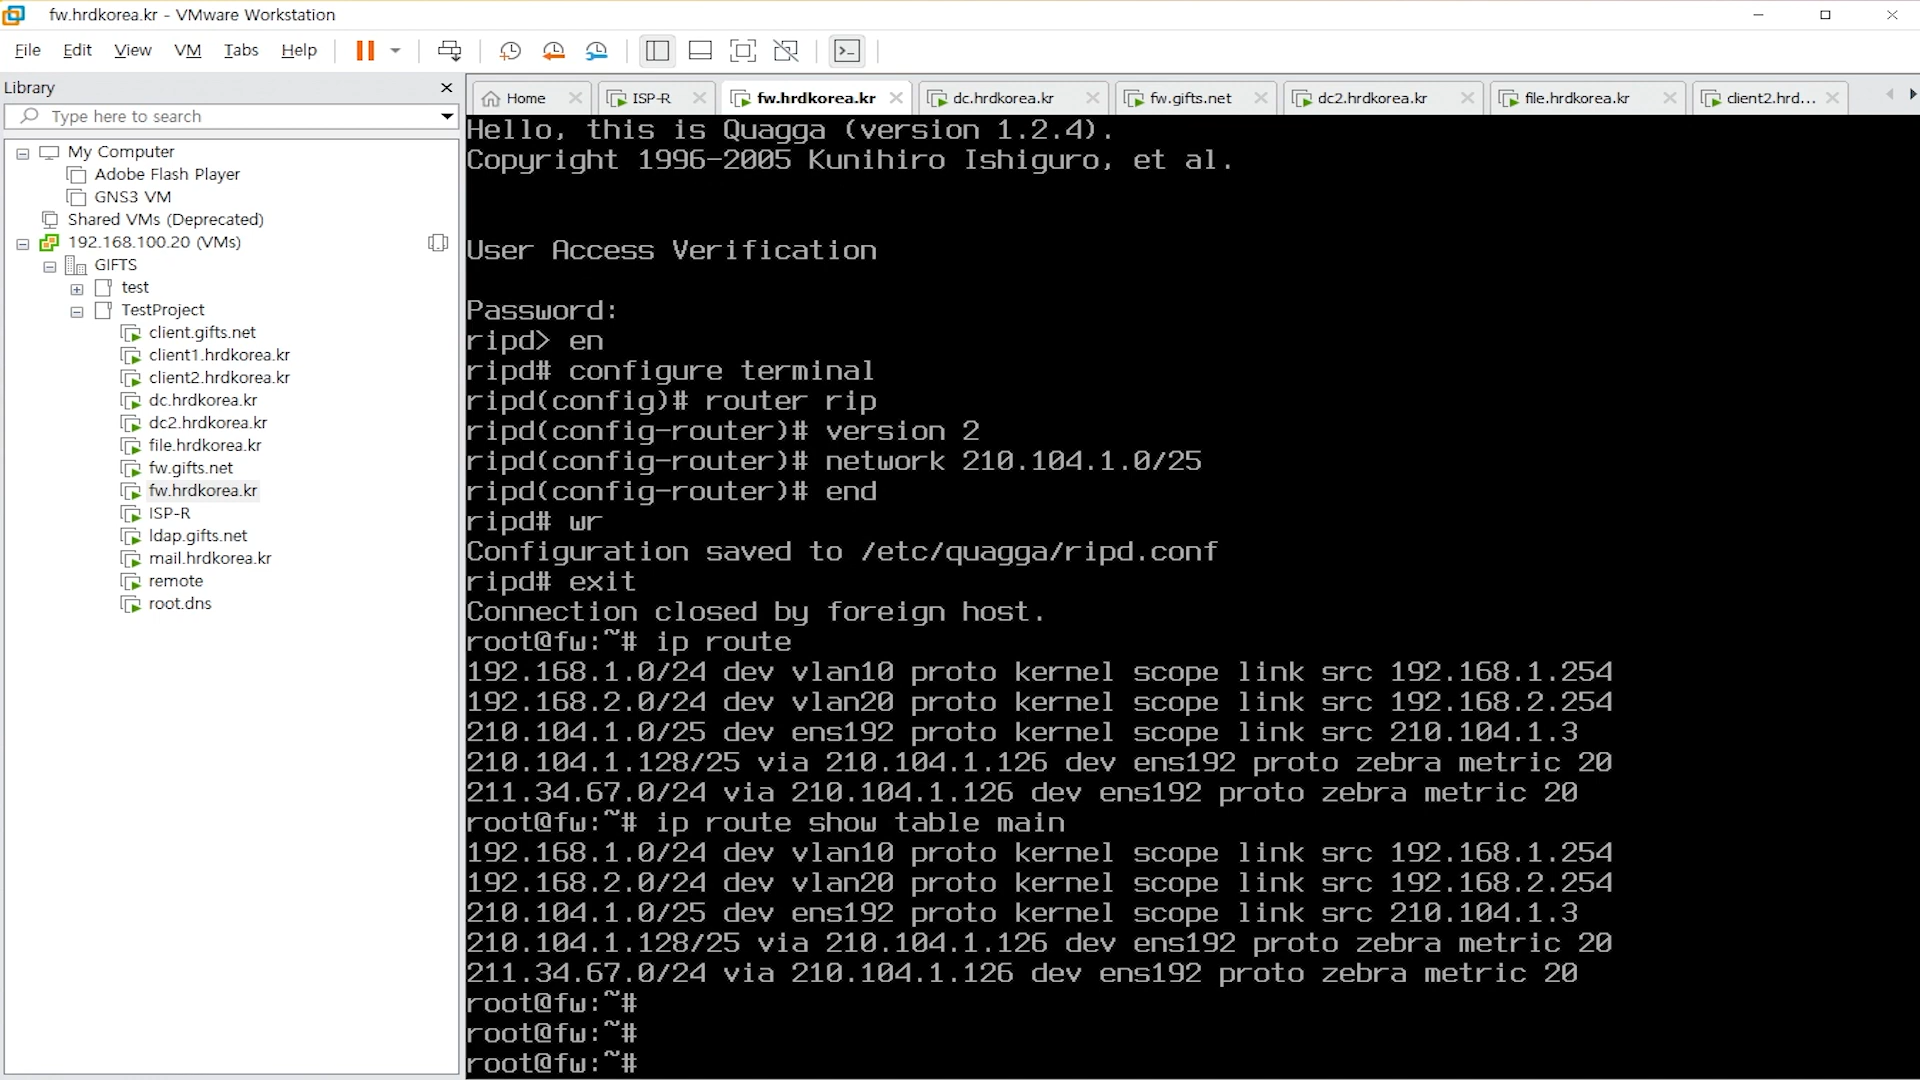 fw.hrdkorea.kr - VMware Workstation
File Edit View VM Tabs Help
Library
Type here to search
My Computer
Adobe Flash Player
GNS3 VM
Shared VMs (Deprecated)
192.168.100.20 (VMs)
GIFTS
test
TestProject
client.gifts.net
client1.hrdkorea.kr
client2.hrdkorea.kr
dc.hrdkorea.kr
dc2.hrdkorea.kr
file.hrdkorea.kr
fw.gifts.net
fw.hrdkorea.kr
ISP-R
ldap.gifts.net
mail.hrdkorea.kr
remote
root.dns
Home ISP-R fw.hrdkorea.kr dc.hrdkorea.kr fw.gifts.net dc2.hrdkorea.kr file.hrdkorea.kr client2.hrd...
Hello, this is Quagga (version 1.2.4).
Copyright 1996-2005 Kunihiro Ishiguro, et al.
User Access Verification
Password:
ripd> en
ripd# configure terminal
ripd(config)# router rip
ripd(config-router)# version 2
ripd(config-router)# network 210.104.1.0/25
ripd(config-router)# end
ripd# wr
Configuration saved to /etc/quagga/ripd.conf
ripd# exit
Connection closed by foreign host.
root@fw:~# ip route
192.168.1.0/24 dev vlan10 proto kernel scope link src 192.168.1.254
192.168.2.0/24 dev vlan20 proto kernel scope link src 192.168.2.254
210.104.1.0/25 dev ens192 proto kernel scope link src 210.104.1.3
210.104.1.128/25 via 210.104.1.126 dev ens192 proto zebra metric 20
211.34.67.0/24 via 210.104.1.126 dev ens192 proto zebra metric 20
root@fw:~# ip route show table main
192.168.1.0/24 dev vlan10 proto kernel scope link src 192.168.1.254
192.168.2.0/24 dev vlan20 proto kernel scope link src 192.168.2.254
210.104.1.0/25 dev ens192 proto kernel scope link src 210.104.1.3
210.104.1.128/25 via 210.104.1.126 dev ens192 proto zebra metric 20
211.34.67.0/24 via 210.104.1.126 dev ens192 proto zebra metric 20
root@fw:~#
root@fw:~#
root@fw:~#